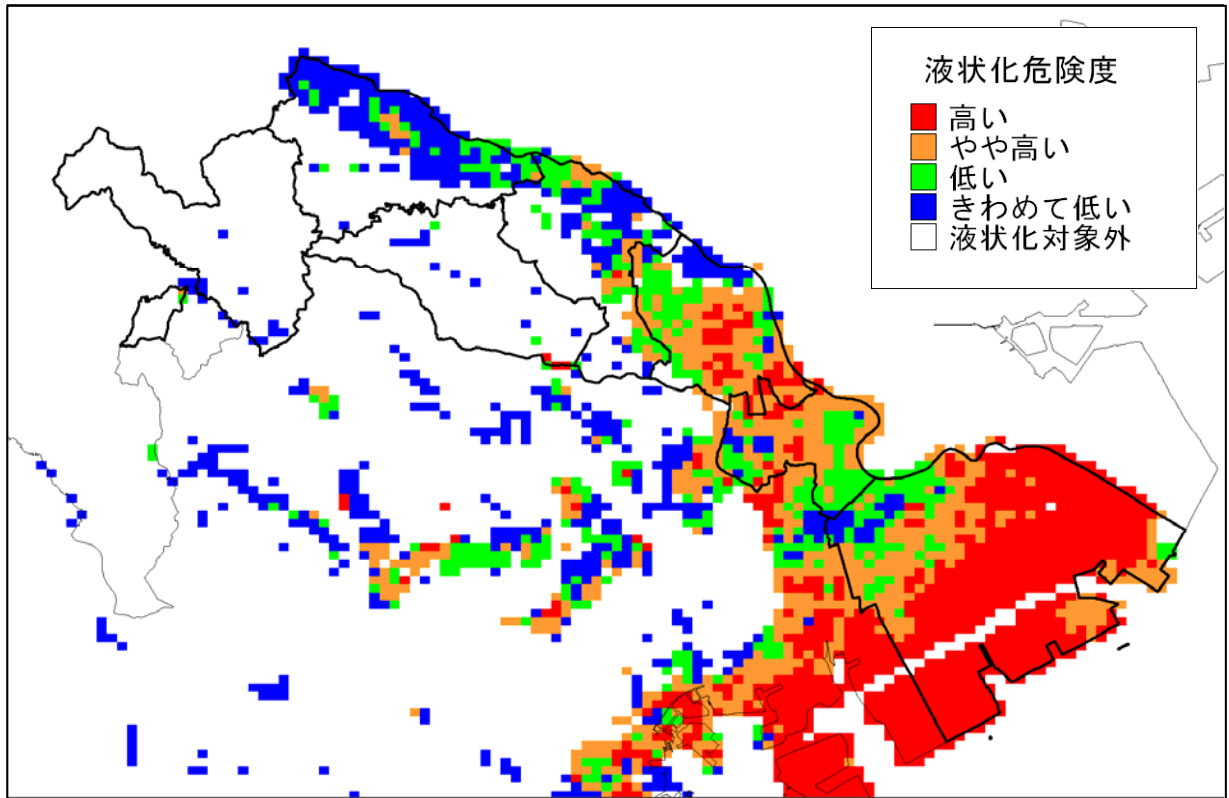 液状化危険度
高い
やや高い
低い
きわめて低い
液状化対象外